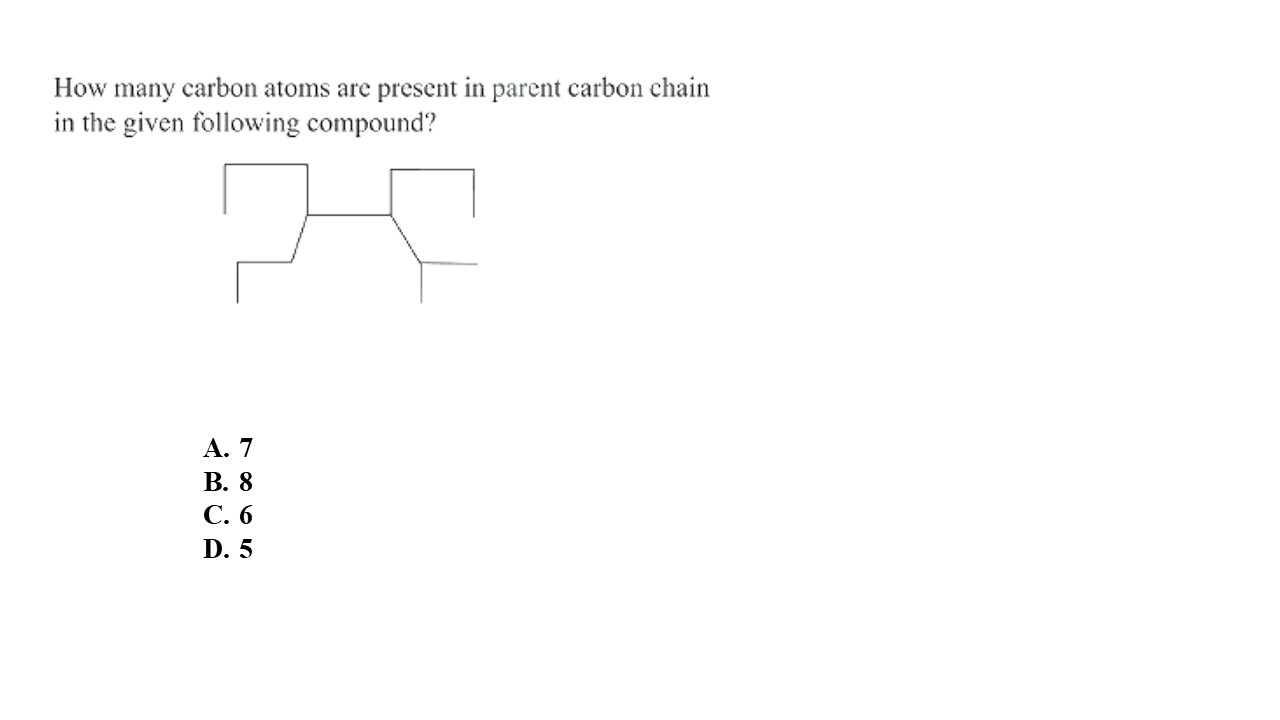 How many carbon atoms are present in parent carbon chain
in the given following compound?
A. 7
B. 8
C. 6
D. 5